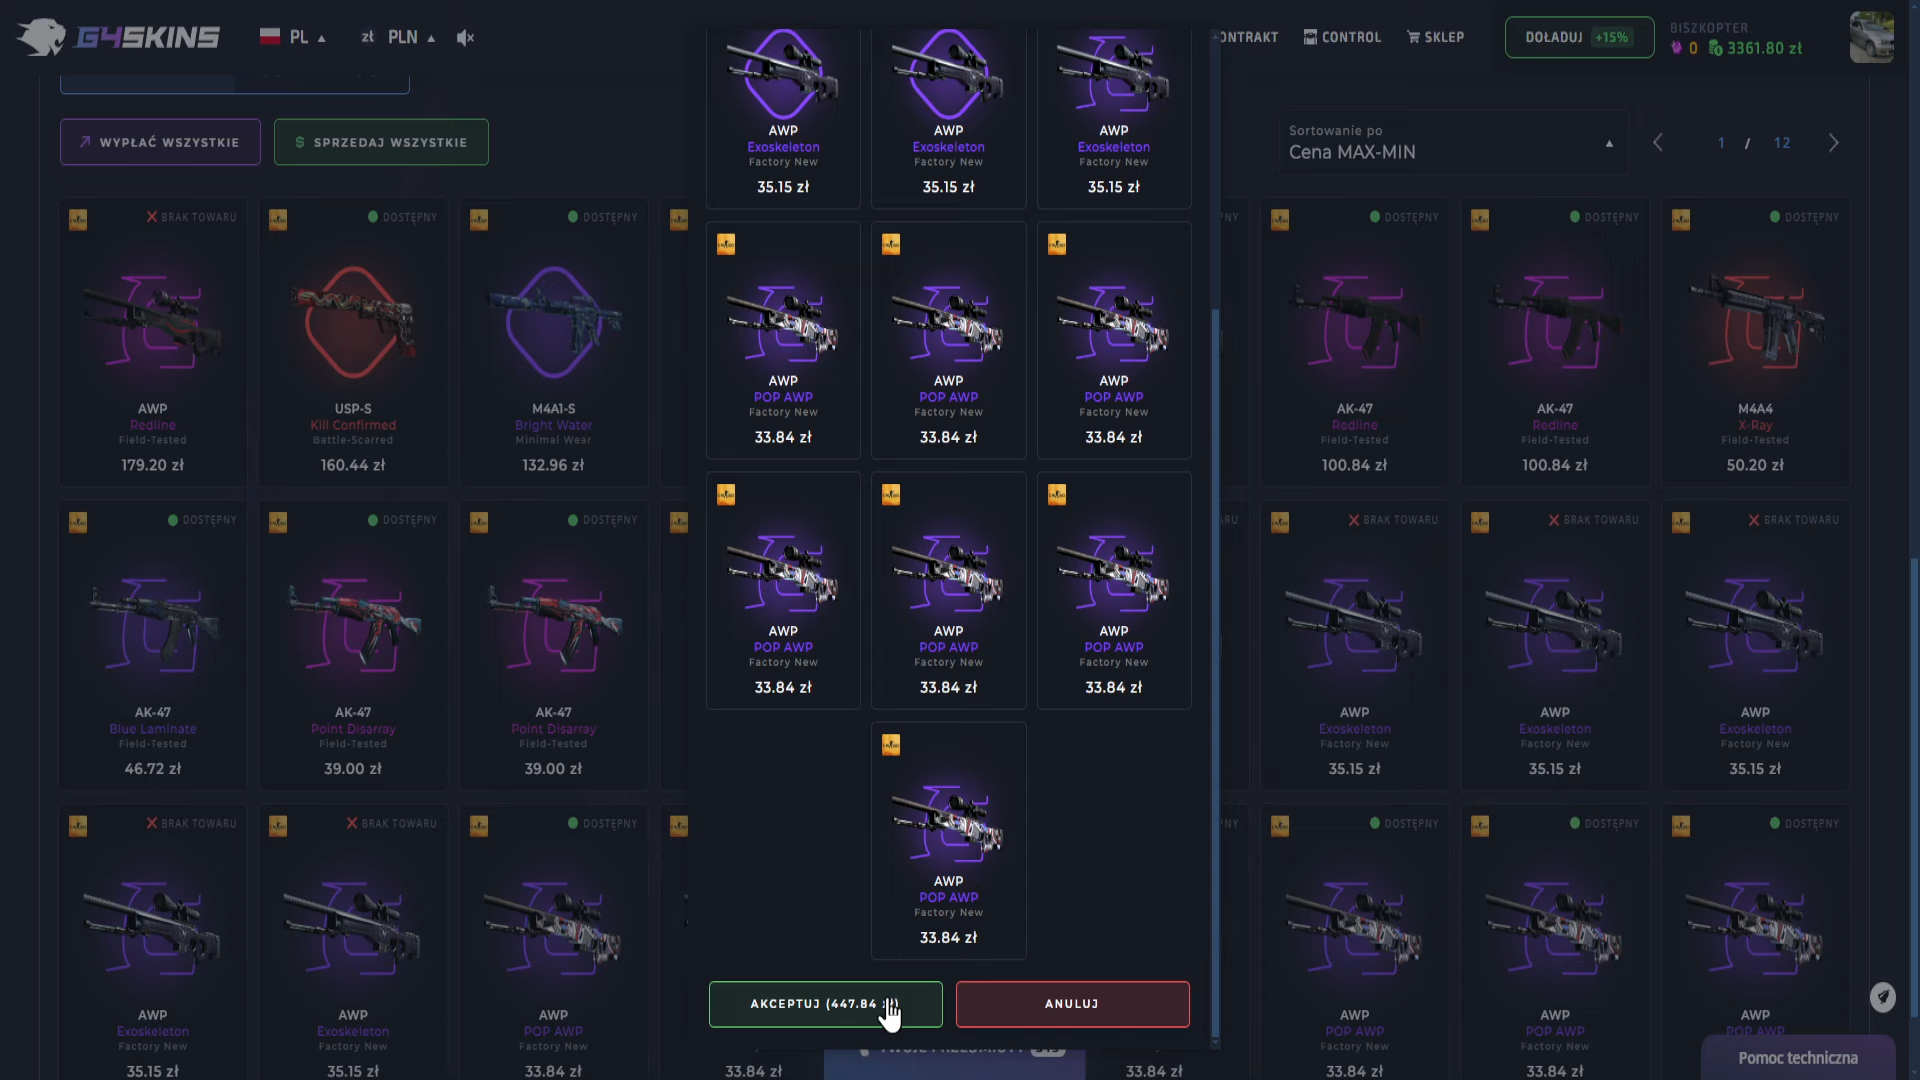 G4SKINS
PL
zł PLN
KONTRAKT
CONTROL
SKLEP
DOŁADUJ +15%
BISZKOPTER
0 3361.80 zł
WYPŁAĆ WSZYSTKIE
SPRZEDAJ WSZYSTKIE
Sortowanie po
Cena MAX-MIN
1 / 12
BRAK TOWARU
AWP
Redline
Field-Tested
179.20 zł
DOSTĘPNY
USP-S
Kill Confirmed
Battle-Scarred
160.44 zł
DOSTĘPNY
M4A1-S
Bright Water
Minimal Wear
132.96 zł
DOSTĘPNY
AK-47
Redline
Field-Tested
100.84 zł
DOSTĘPNY
AK-47
Redline
Field-Tested
100.84 zł
DOSTĘPNY
M4A4
X-Ray
Field-Tested
50.20 zł
DOSTĘPNY
AK-47
Blue Laminate
Field-Tested
46.72 zł
DOSTĘPNY
AK-47
Point Disarray
Field-Tested
39.00 zł
DOSTĘPNY
AK-47
Point Disarray
Field-Tested
39.00 zł
BRAK TOWARU
AWP
Exoskeleton
Factory New
35.15 zł
BRAK TOWARU
AWP
Exoskeleton
Factory New
35.15 zł
BRAK TOWARU
AWP
Exoskeleton
Factory New
35.15 zł
BRAK TOWARU
AWP
Exoskeleton
Factory New
35.15 zł
BRAK TOWARU
AWP
Exoskeleton
Factory New
35.15 zł
DOSTĘPNY
AWP
POP AWP
Factory New
33.84 zł
33.84 zł
33.84 zł
DOSTĘPNY
AWP
POP AWP
Factory New
33.84 zł
DOSTĘPNY
AWP
POP AWP
Factory New
33.84 zł
DOSTĘPNY
AWP
POP AWP
Factory New
33.84 zł
AWP
Exoskeleton
Factory New
35.15 zł
AWP
Exoskeleton
Factory New
35.15 zł
AWP
Exoskeleton
Factory New
35.15 zł
AWP
POP AWP
Factory New
33.84 zł
AWP
POP AWP
Factory New
33.84 zł
AWP
POP AWP
Factory New
33.84 zł
AWP
POP AWP
Factory New
33.84 zł
AWP
POP AWP
Factory New
33.84 zł
AWP
POP AWP
Factory New
33.84 zł
AWP
POP AWP
Factory New
33.84 zł
AKCEPTUJ (447.84
ANULUJ
TWOJE PRZEDMIOTY
Pomoc techniczna